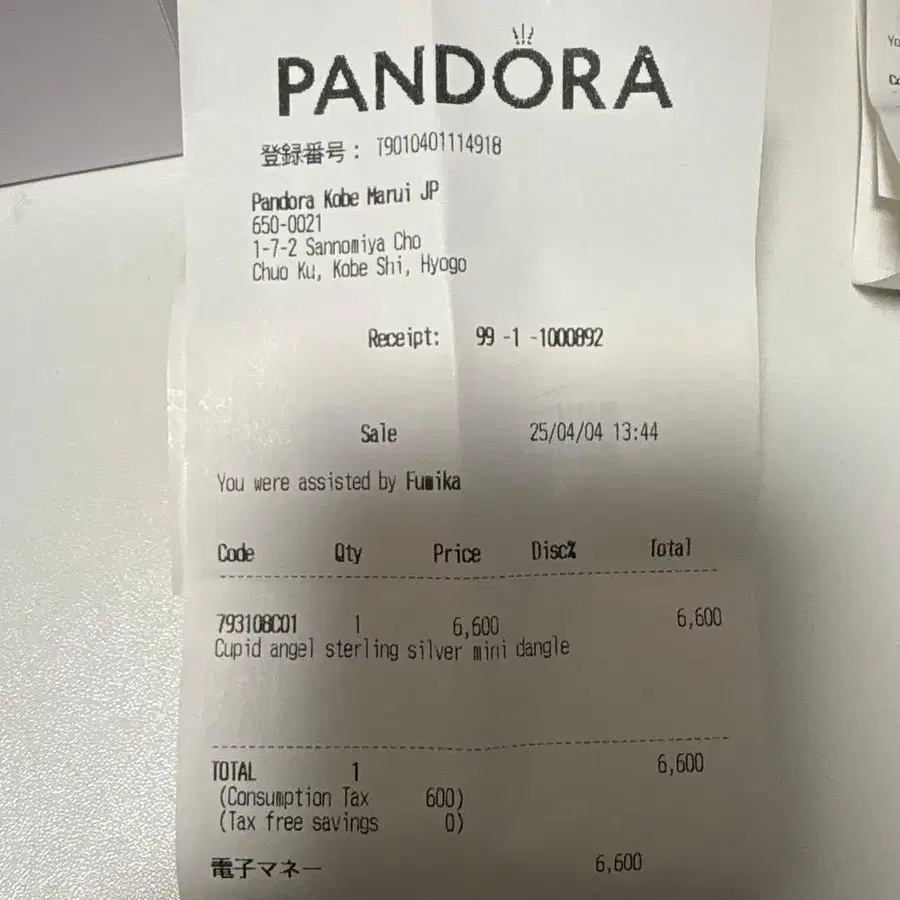 PANDORA
登録番号： T9010401114918
Pandora Kobe Marui JP
650-0021
1-7-2 Sannomiya Cho
Chuo Ku, Kobe Shi, Hyogo
Receipt: 99 -1 -1000892
Sale 25/04/04 13:44
You were assisted by Fumika
Code Qty Price Disc% Total
793108C01 1 6,600 6,600
Cupid angel sterling silver mini dangle
TOTAL 1 6,600
(Consumption Tax 600)
(Tax free savings 0)
電子マネー 6,600